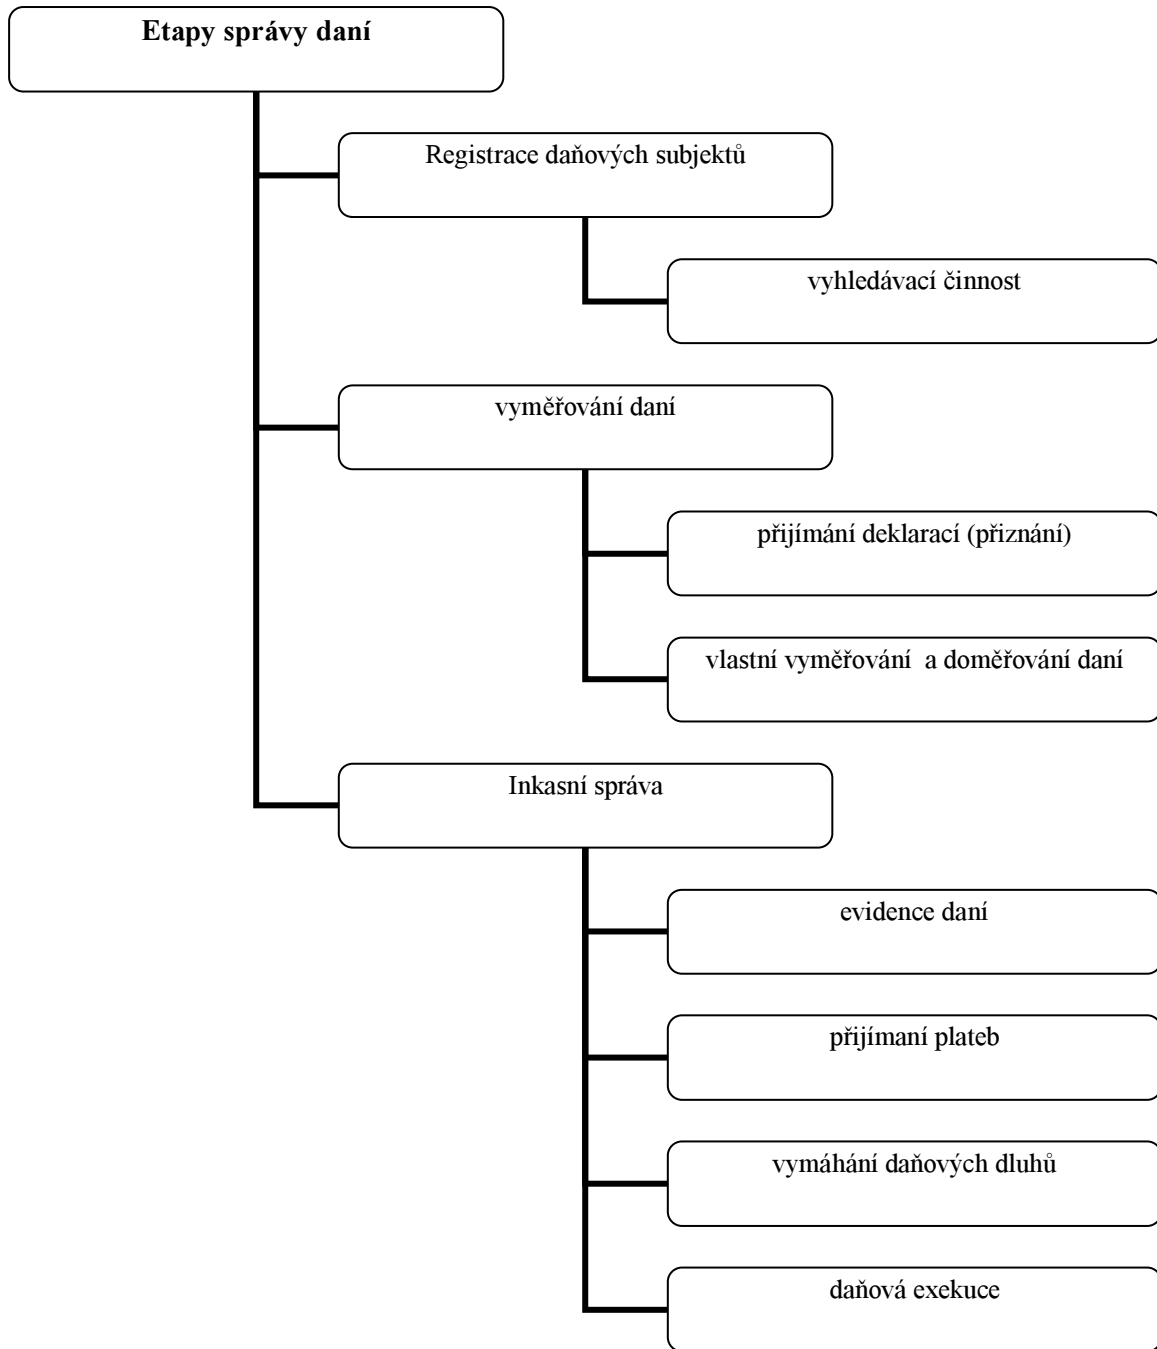 Etapy správy daní
Registrace daňových subjektů
vyhledávací činnost
vyměřování daní
přijímání deklarací (přiznání)
vlastní vyměřování  a doměřování daní
Inkasní správa
evidence daní
přijímaní plateb
vymáhání daňových dluhů
daňová exekuce